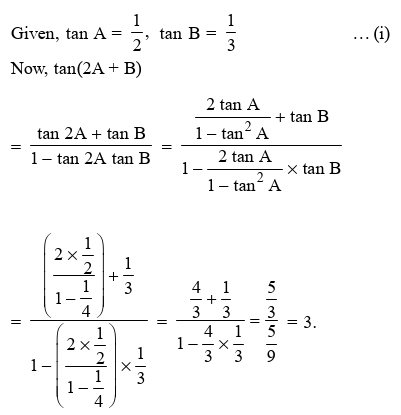 Given, tan A = 1/2, tan B = 1/3 … (i)
Now, tan(2A + B)
= (tan 2A + tan B)/(1 – tan 2A tan B) = ((2 tan A)/(1 – tan² A) + tan B)/(1 – (2 tan A)/(1 – tan² A) × tan B)
= (((2 × 1/2)/(1 – 1/4)) + 1/3)/(1 – ((2 × 1/2)/(1 – 1/4)) × 1/3) = (4/3 + 1/3)/(1 – 4/3 × 1/3) = (5/3)/(5/9) = 3.